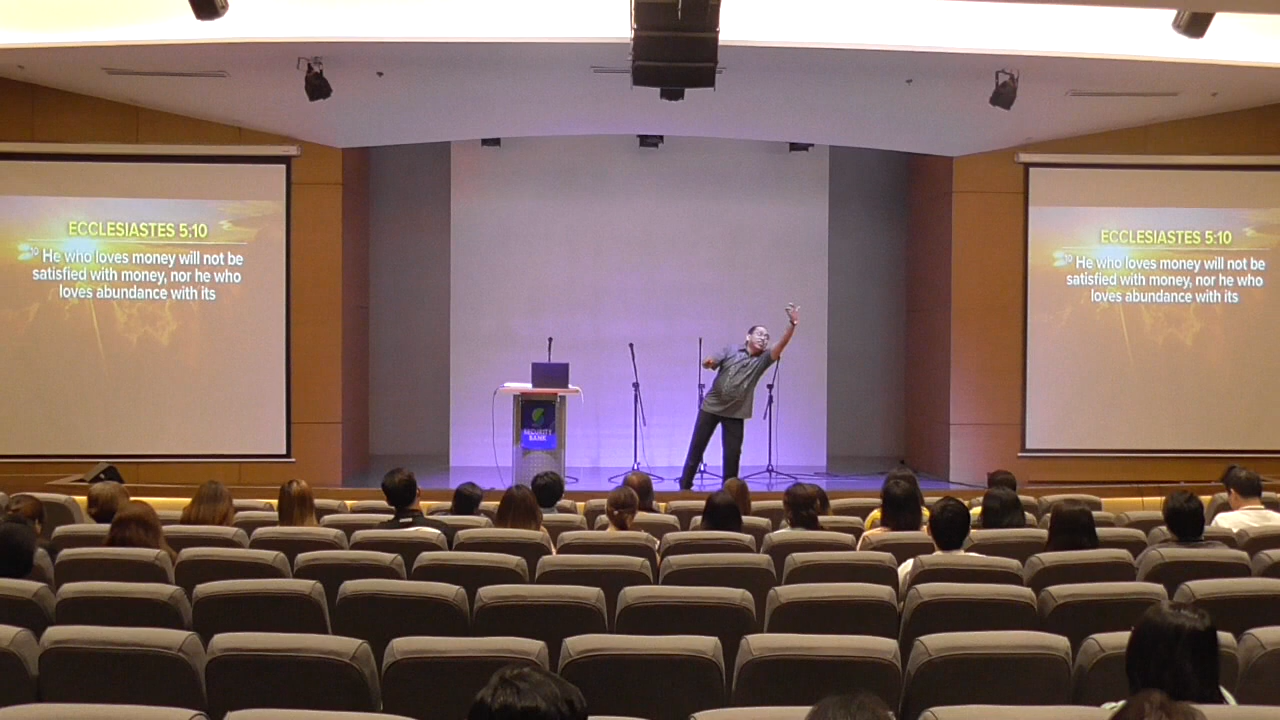 ECCLESIASTES 5:10
10 He who loves money will not be
satisfied with money, nor he who
loves abundance with its
SECURITY
BANK
ECCLESIASTES 5:10
10 He who loves money will not be
satisfied with money, nor he who
loves abundance with its